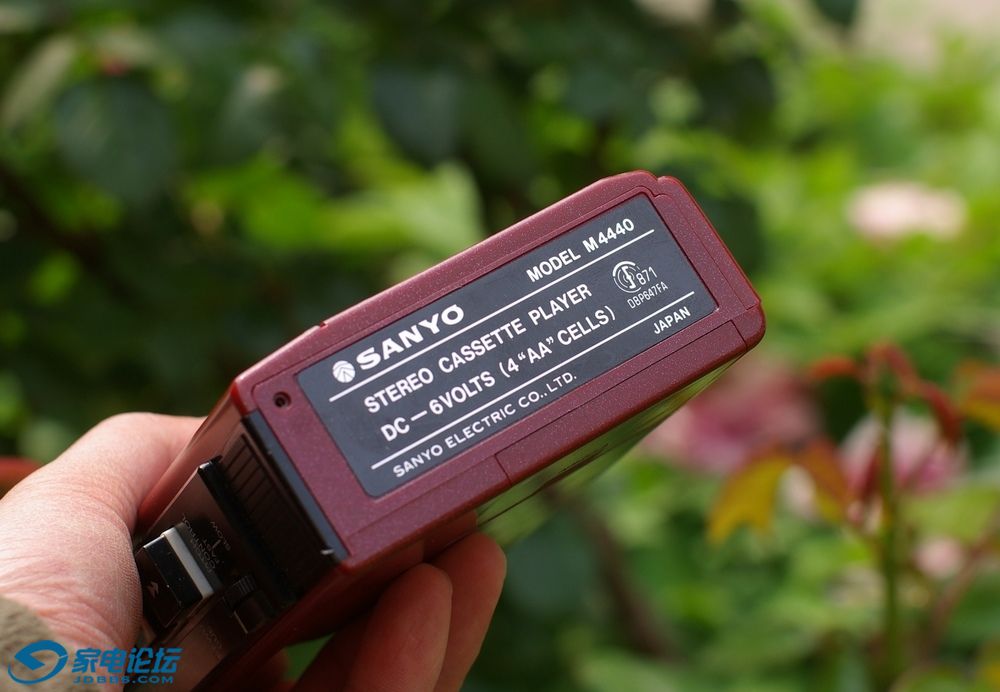 MODEL M4440
SANYO
STEREO CASSETTE PLAYER
871
DBP647FA
DC—6VOLTS (4 “AA” CELLS)
SANYO ELECTRIC CO., LTD.
JAPAN
家电论坛
JDBBS.COM